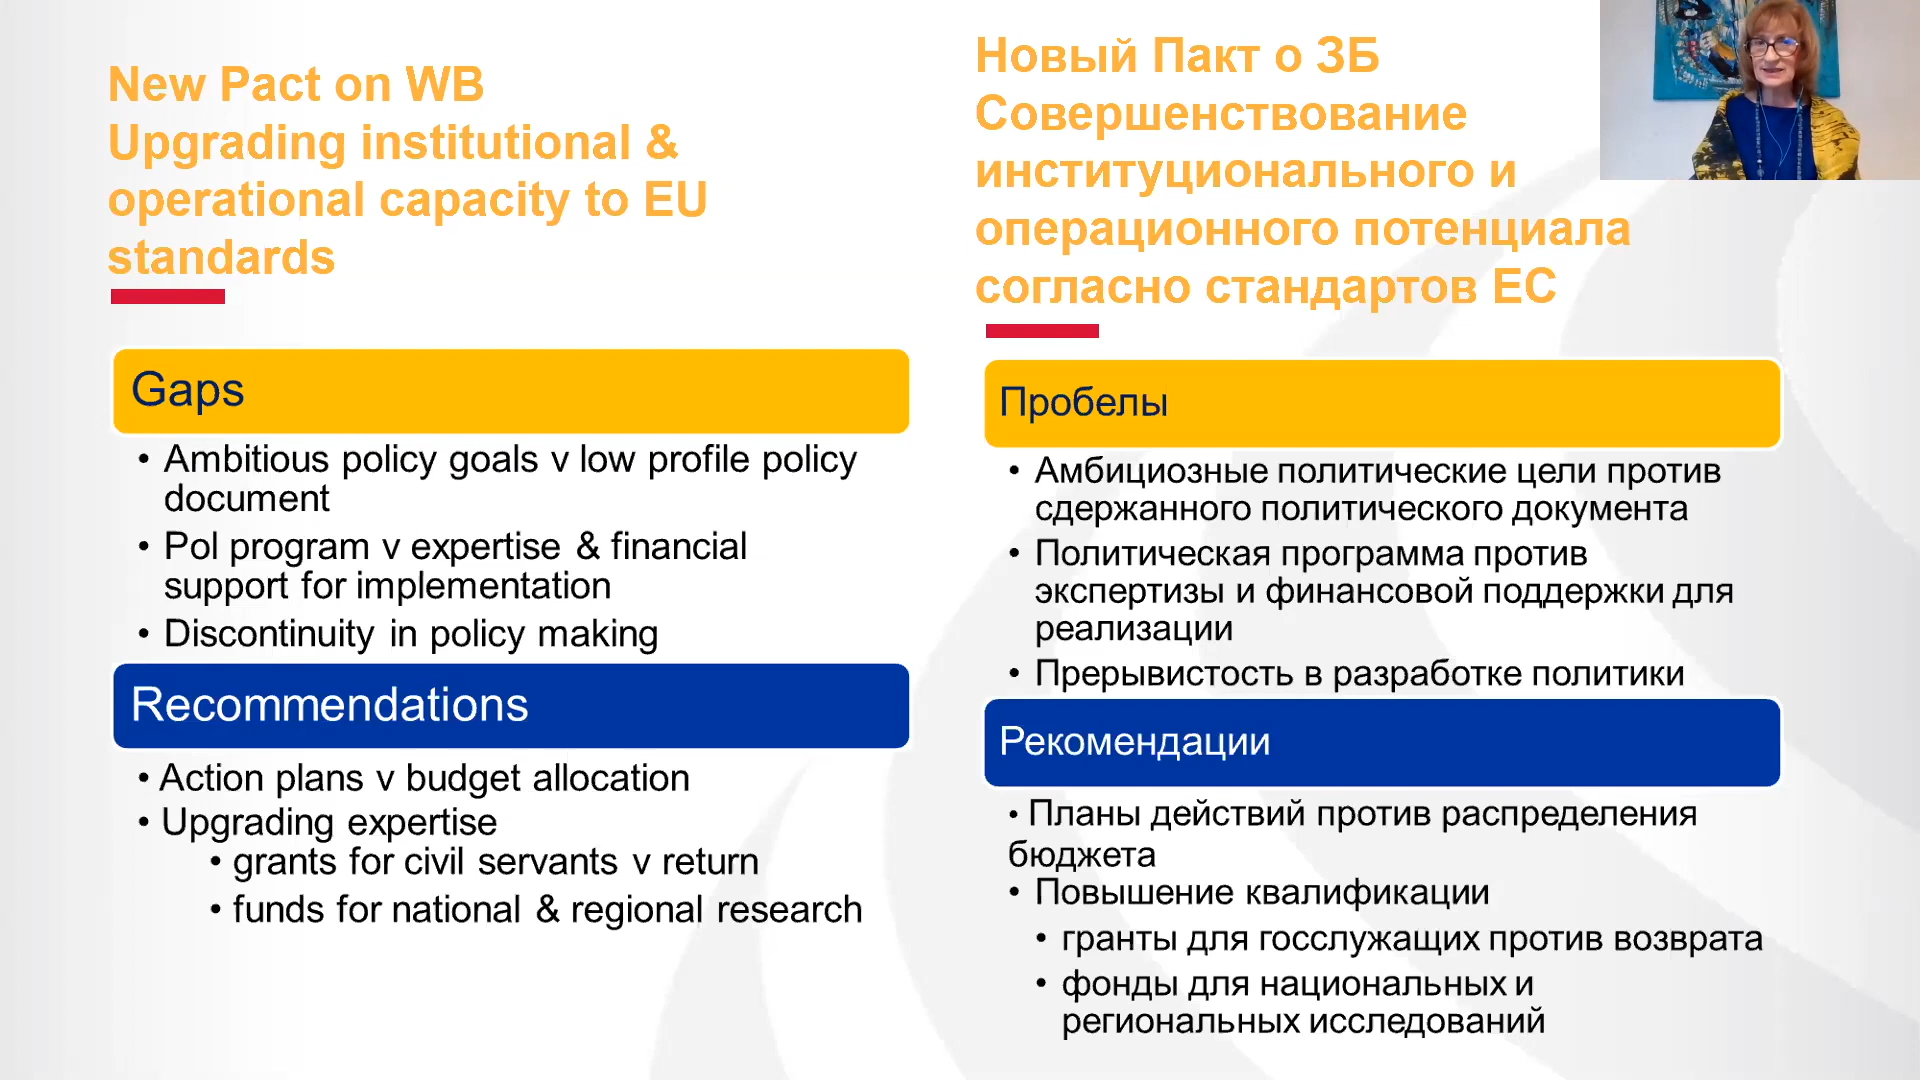 New Pact on WB
Upgrading institutional &
operational capacity to EU
standards
Gaps
• Ambitious policy goals v low profile policy
document
• Pol program v expertise & financial
support for implementation
• Discontinuity in policy making
Recommendations
• Action plans v budget allocation
• Upgrading expertise
• grants for civil servants v return
• funds for national & regional research
Новый Пакт о ЗБ
Совершенствование
институционального и
операционного потенциала
согласно стандартов ЕС
Пробелы
• Амбициозные политические цели против
сдержанного политического документа
• Политическая программа против
экспертизы и финансовой поддержки для
реализации
• Прерывистость в разработке политики
Рекомендации
• Планы действий против распределения
бюджета
• Повышение квалификации
• гранты для госслужащих против возврата
• фонды для национальных и
региональных исследований